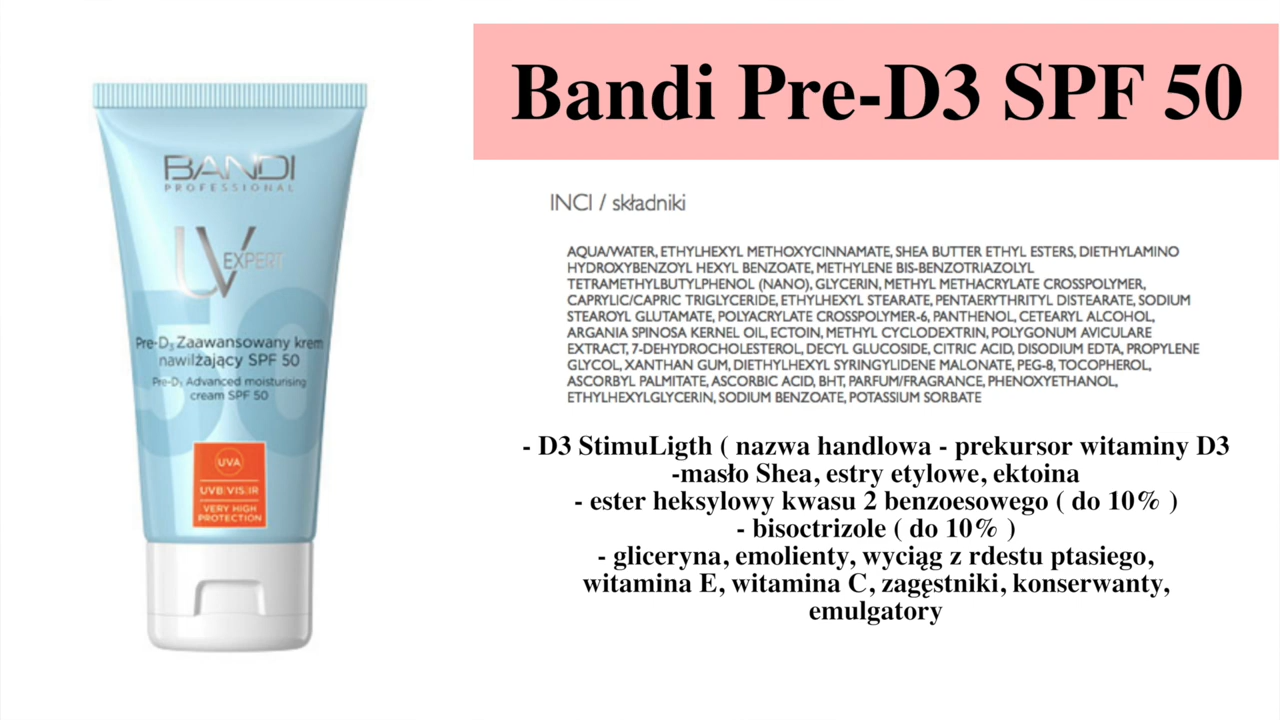 BANDI
PROFESSIONAL
UV
EXPERT
50
Pre-D₃ Zaawansowany krem
nawilżający SPF 50
Pre-D₃ Advanced moisturising
cream SPF 50
UVA
UVB|VIS|IR
VERY HIGH
PROTECTION
Bandi Pre-D3 SPF 50
INCI / składniki
AQUA/WATER, ETHYLHEXYL METHOXYCINNAMATE, SHEA BUTTER ETHYL ESTERS, DIETHYLAMINO
HYDROXYBENZOYL HEXYL BENZOATE, METHYLENE BIS-BENZOTRIAZOLYL
TETRAMETHYLBUTYLPHENOL (NANO), GLYCERIN, METHYL METHACRYLATE CROSSPOLYMER,
CAPRYLIC/CAPRIC TRIGLYCERIDE, ETHYLHEXYL STEARATE, PENTAERYTHRITYL DISTEARATE, SODIUM
STEAROYL GLUTAMATE, POLYACRYLATE CROSSPOLYMER-6, PANTHENOL, CETEARYL ALCOHOL,
ARGANIA SPINOSA KERNEL OIL, ECTOIN, METHYL CYCLODEXTRIN, POLYGONUM AVICULARE
EXTRACT, 7-DEHYDROCHOLESTEROL, DECYL GLUCOSIDE, CITRIC ACID, DISODIUM EDTA, PROPYLENE
GLYCOL, XANTHAN GUM, DIETHYLHEXYL SYRINGYLIDENE MALONATE, PEG-8, TOCOPHEROL,
ASCORBYL PALMITATE, ASCORBIC ACID, BHT, PARFUM/FRAGRANCE, PHENOXYETHANOL,
ETHYLHEXYLGLYCERIN, SODIUM BENZOATE, POTASSIUM SORBATE
- D3 StimuLigth ( nazwa handlowa - prekursor witaminy D3
-masło Shea, estry etylowe, ektoina
- ester heksylowy kwasu 2 benzoesowego ( do 10% )
- bisoctrizole ( do 10% )
- gliceryna, emolienty, wyciąg z rdestu ptasiego,
witamina E, witamina C, zagęstniki, konserwanty,
emulgatory